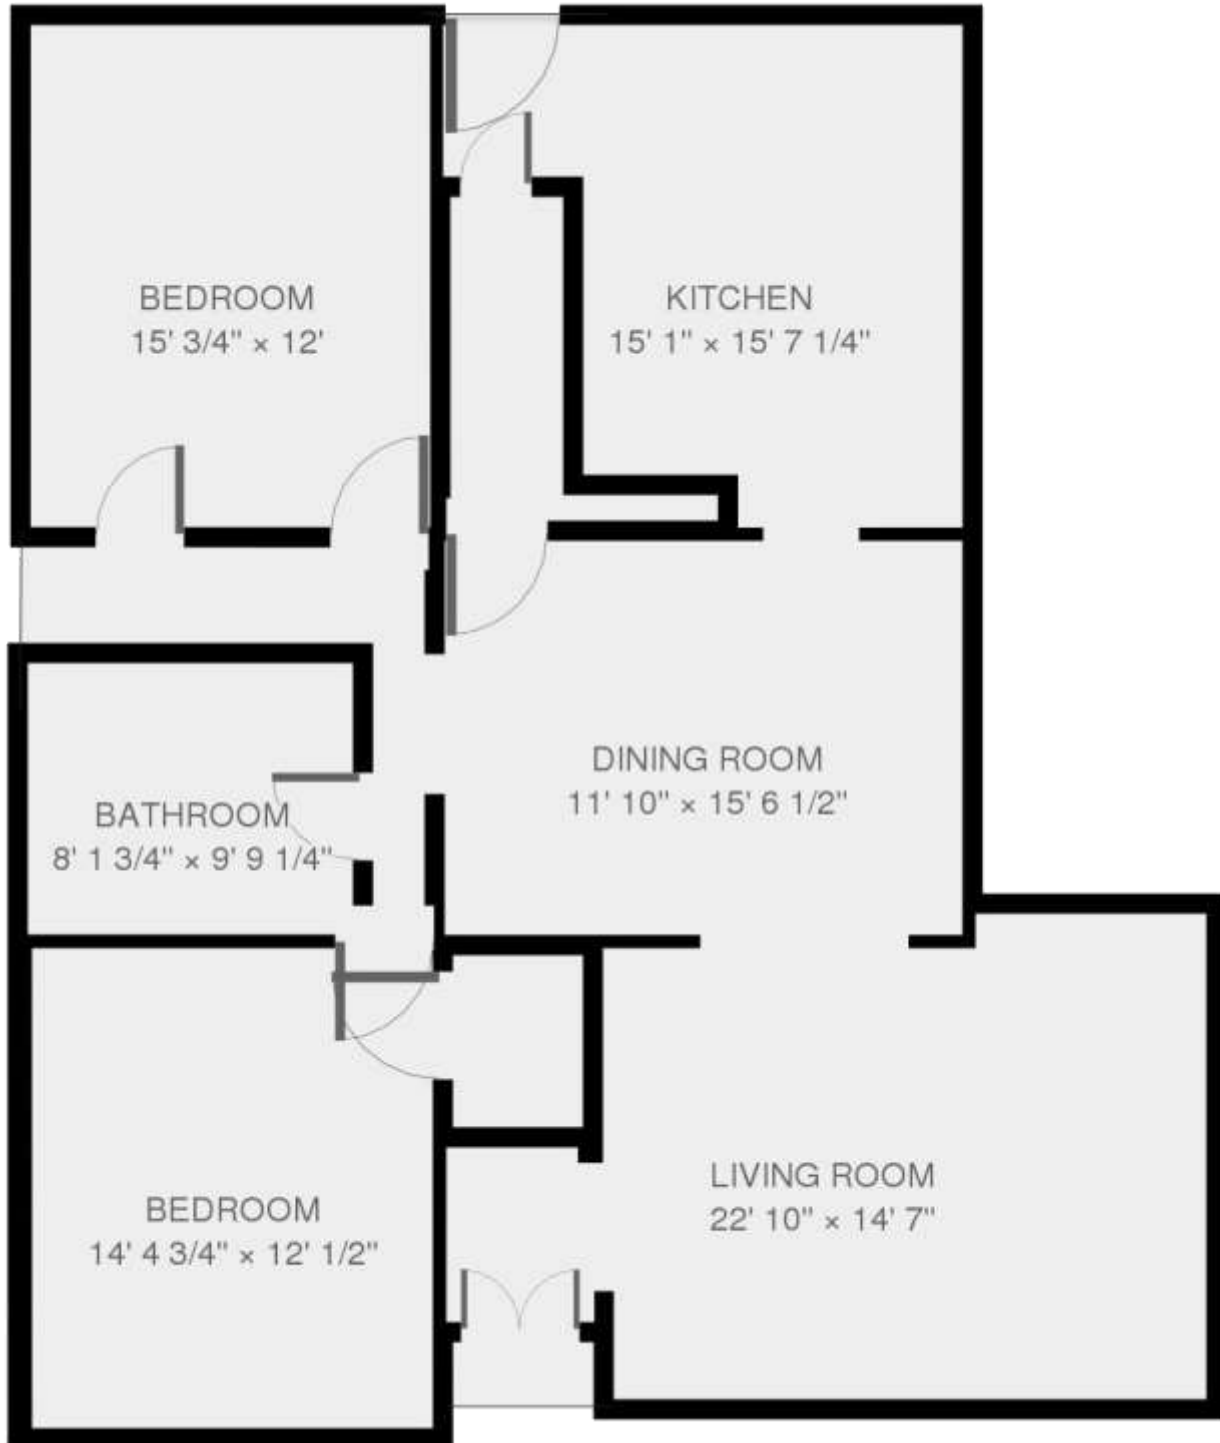 BEDROOM
15' 3/4" × 12'
KITCHEN
15' 1" × 15' 7 1/4"
DINING ROOM
11' 10" × 15' 6 1/2"
BATHROOM
8' 1 3/4" × 9' 9 1/4"
LIVING ROOM
22' 10" × 14' 7"
BEDROOM
14' 4 3/4" × 12' 1/2"